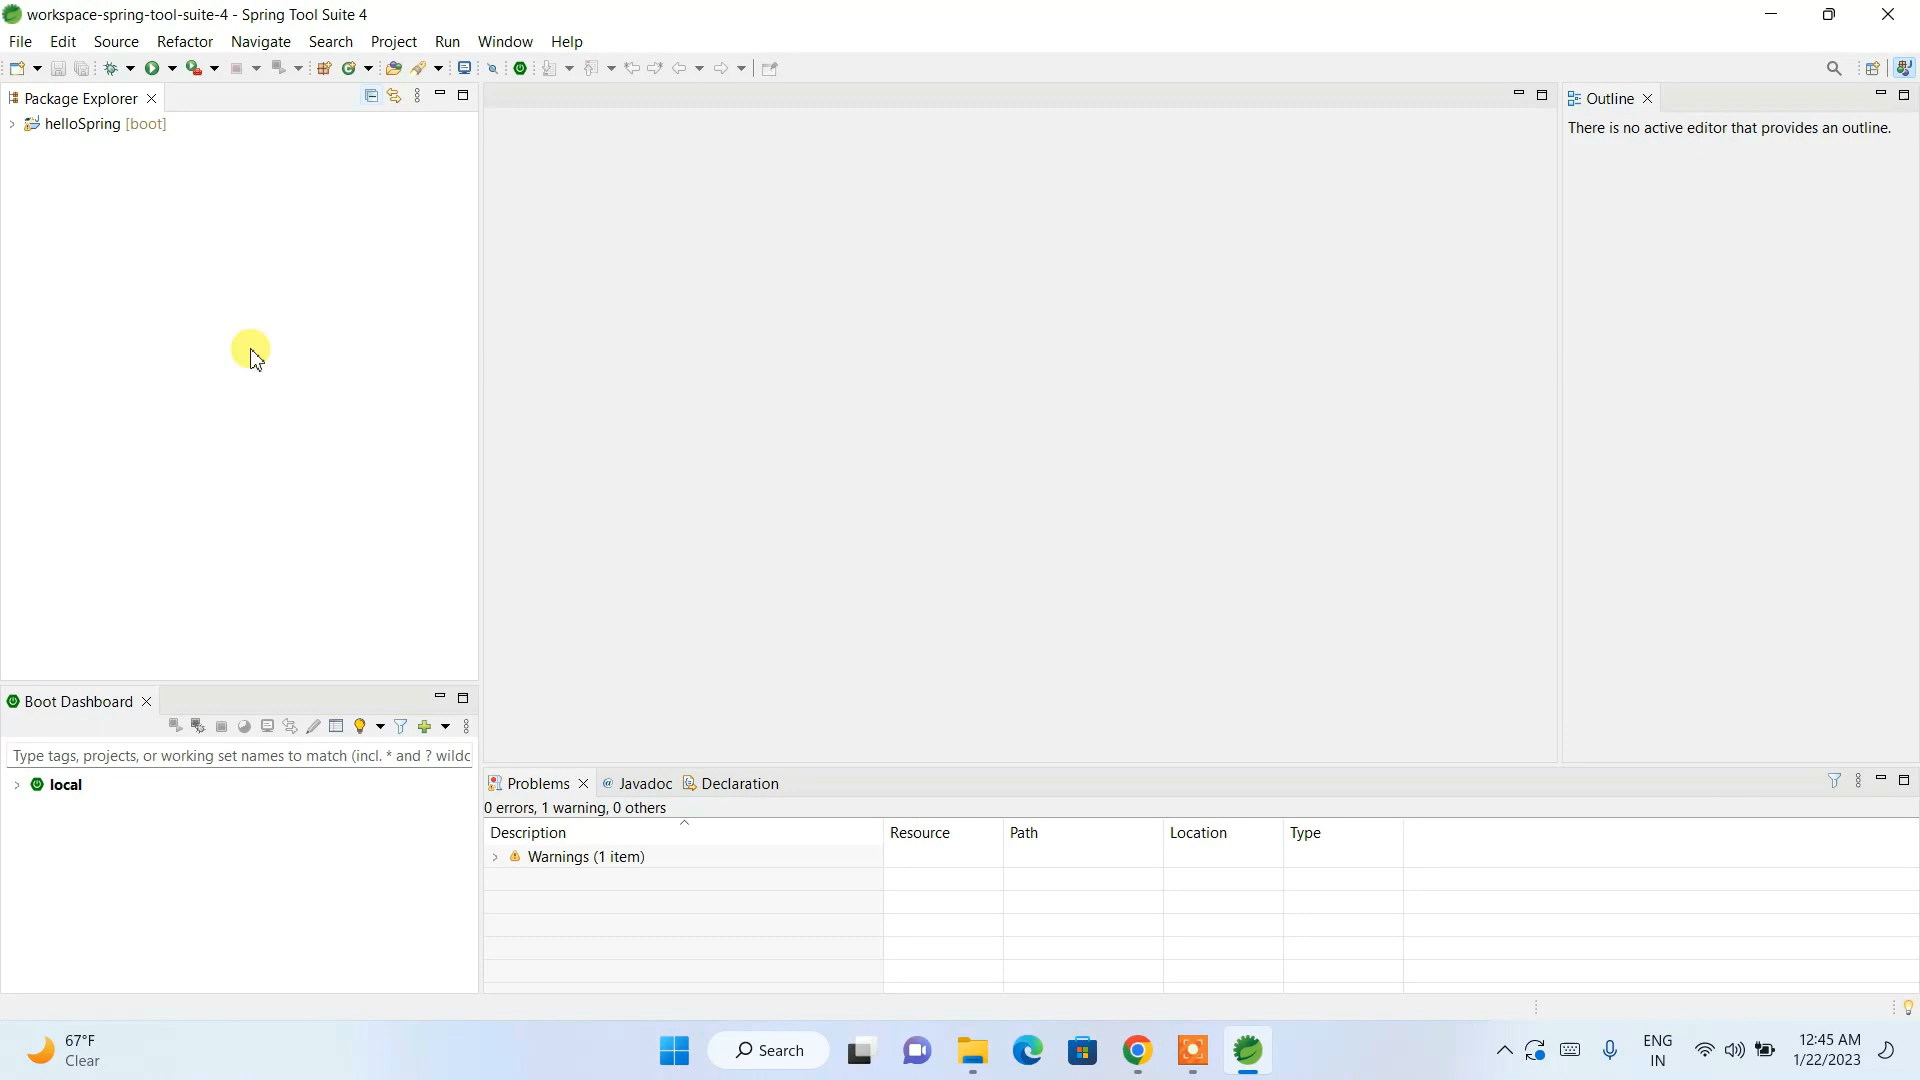 workspace-spring-tool-suite-4 - Spring Tool Suite 4
File Edit Source Refactor Navigate Search Project Run Window Help
Package Explorer
helloSpring [boot]
Outline
There is no active editor that provides an outline.
Boot Dashboard
Type tags, projects, or working set names to match (incl. * and ? wildc
local
Problems @ Javadoc Declaration
0 errors, 1 warning, 0 others
Description Resource Path Location Type
Warnings (1 item)
67°F
Clear
Search
ENG
IN
12:45 AM
1/22/2023